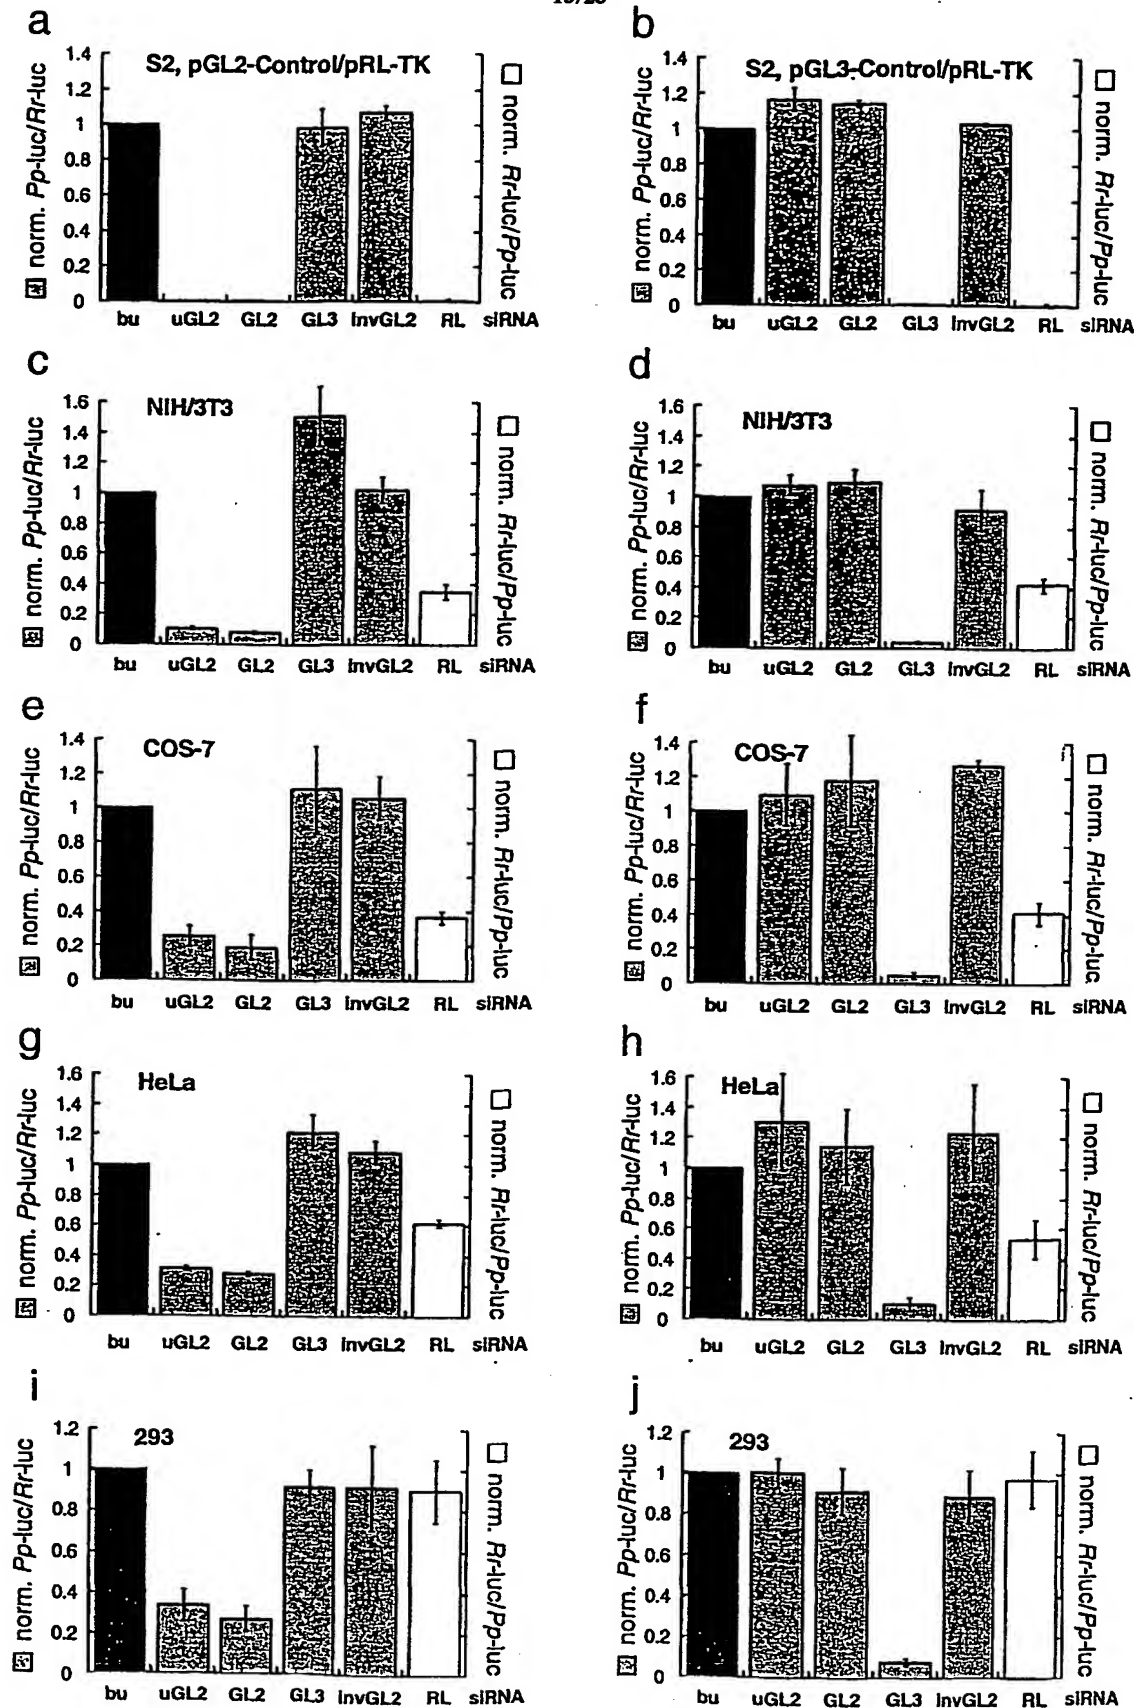 a
S2, pGL2-Control/pRL-TK
norm. Pp-luc/Rr-luc
1.4
1.2
1
0.8
0.6
0.4
0.2
0
norm. Rr-luc/Pp-luc
bu uGL2 GL2 GL3 invGL2 RL siRNA
b
S2, pGL3-Control/pRL-TK
norm. Pp-luc/Rr-luc
1.4
1.2
1
0.8
0.6
0.4
0.2
0
norm. Rr-luc/Pp-luc
bu uGL2 GL2 GL3 invGL2 RL siRNA
c
NIH/3T3
norm. Pp-luc/Rr-luc
1.6
1.4
1.2
1
0.8
0.6
0.4
0.2
0
norm. Rr-luc/Pp-luc
bu uGL2 GL2 GL3 invGL2 RL siRNA
d
NIH/3T3
norm. Pp-luc/Rr-luc
1.6
1.4
1.2
1
0.8
0.6
0.4
0.2
0
norm. Rr-luc/Pp-luc
bu uGL2 GL2 GL3 invGL2 RL siRNA
e
COS-7
norm. Pp-luc/Rr-luc
1.4
1.2
1
0.8
0.6
0.4
0.2
0
norm. Rr-luc/Pp-luc
bu uGL2 GL2 GL3 invGL2 RL siRNA
f
COS-7
norm. Pp-luc/Rr-luc
1.4
1.2
1
0.8
0.6
0.4
0.2
0
norm. Rr-luc/Pp-luc
bu uGL2 GL2 GL3 invGL2 RL siRNA
g
HeLa
norm. Pp-luc/Rr-luc
1.6
1.4
1.2
1
0.8
0.6
0.4
0.2
0
norm. Rr-luc/Pp-luc
bu uGL2 GL2 GL3 invGL2 RL siRNA
h
HeLa
norm. Pp-luc/Rr-luc
1.6
1.4
1.2
1
0.8
0.6
0.4
0.2
0
norm. Rr-luc/Pp-luc
bu uGL2 GL2 GL3 invGL2 RL siRNA
i
293
norm. Pp-luc/Rr-luc
1.2
1
0.8
0.6
0.4
0.2
0
norm. Rr-luc/Pp-luc
bu uGL2 GL2 GL3 invGL2 RL siRNA
j
293
norm. Pp-luc/Rr-luc
1.2
1
0.8
0.6
0.4
0.2
0
norm. Rr-luc/Pp-luc
bu uGL2 GL2 GL3 invGL2 RL siRNA